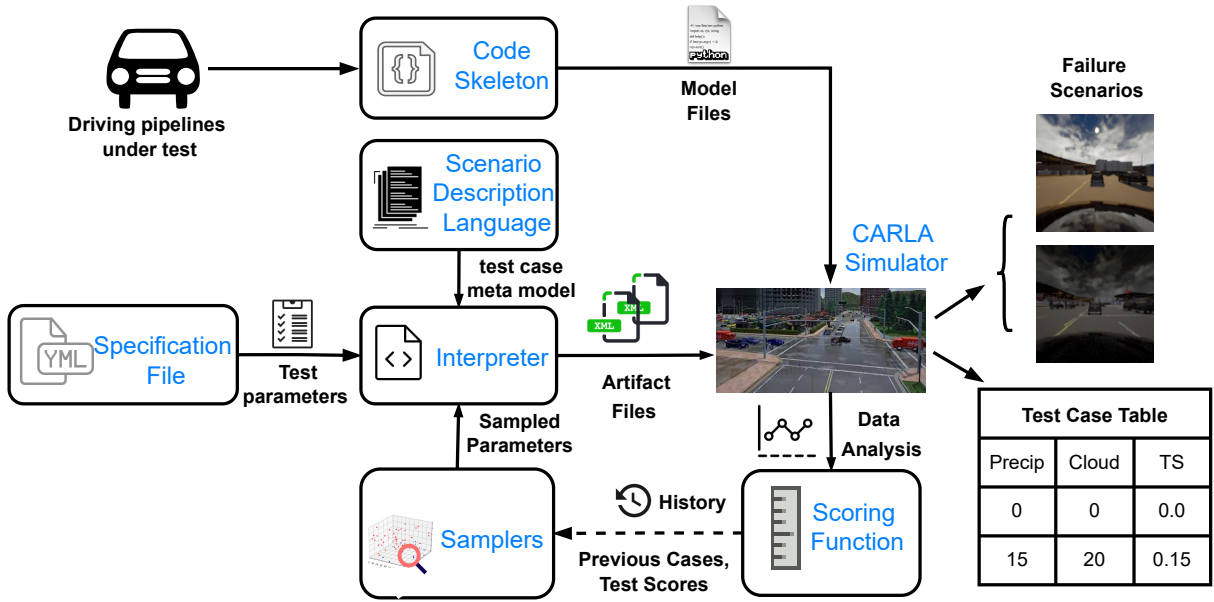 Driving pipelines
under test
Code
Skeleton
python
Model
Files
Failure
Scenarios
Scenario
Description
Language
test case
meta model
CARLA
Simulator
YML
Specification
File
Test
parameters
Interpreter
XML
XML
Artifact
Files
Sampled
Parameters
Data
Analysis
Samplers
History
Previous Cases,
Test Scores
Scoring
Function
Test Case Table
Precip Cloud TS
0 0 0.0
15 20 0.15